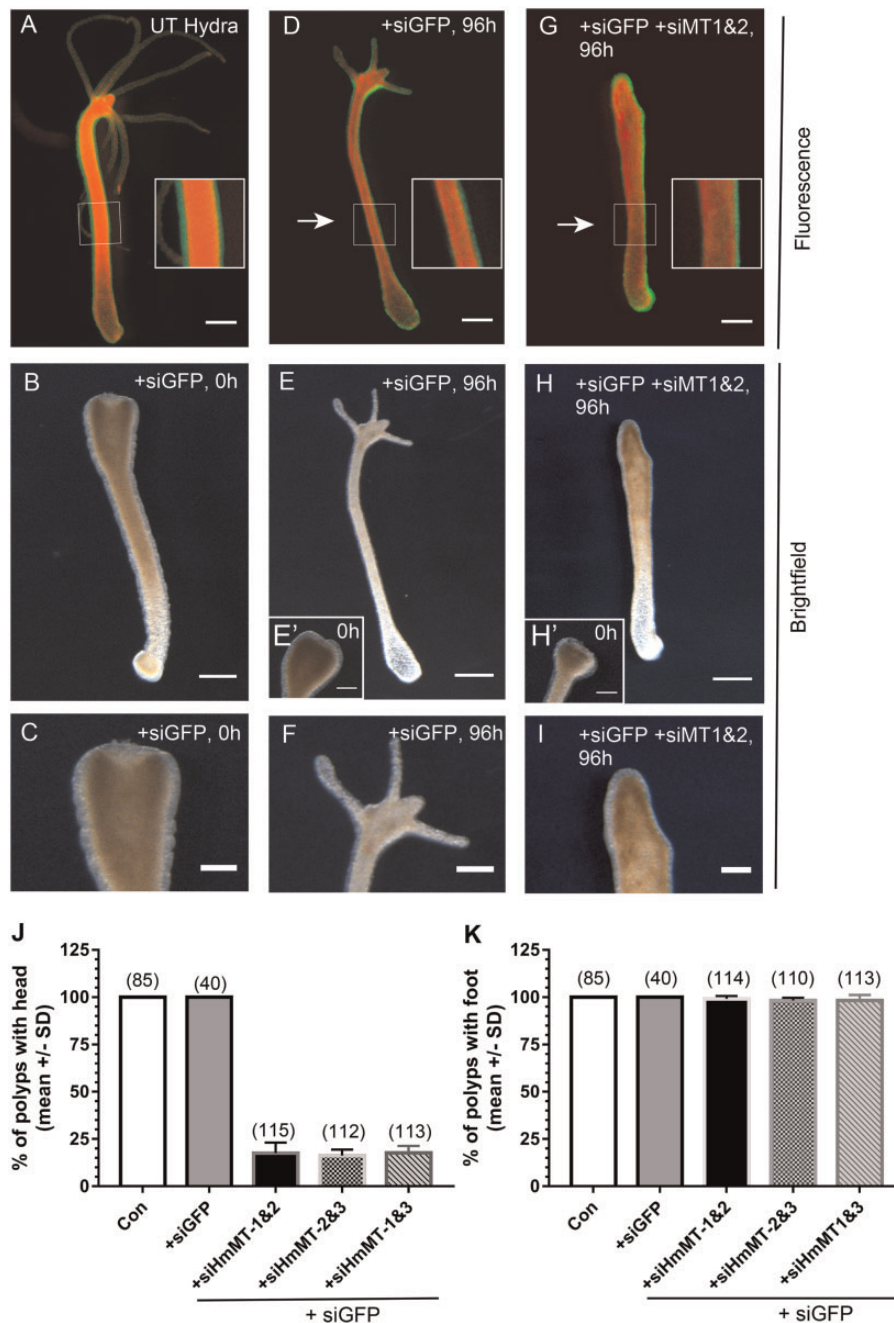 A
UT Hydra
D
+siGFP, 96h
G
+siGFP +siMT1&2,
96h
Fluorescence
B
+siGFP, 0h
E
+siGFP, 96h
E’
0h
H
+siGFP +siMT1&2,
96h
H’
0h
Brightfield
C
+siGFP, 0h
F
+siGFP, 96h
I
+siGFP +siMT1&2,
96h
J
% of polyps with head
(mean +/- SD)
125
100
75
50
25
0
(85)
(40)
(115)
(112)
(113)
Con
+siGFP
+siHmMT-1&2
+siHmMT-2&3
+siHmMT-1&3
+ siGFP
K
% of polyps with foot
(mean +/- SD)
125
100
75
50
25
0
(85)
(40)
(114)
(110)
(113)
Con
+siGFP
+siHmMT-1&2
+siHmMT-2&3
+siHmMT1&3
+ siGFP